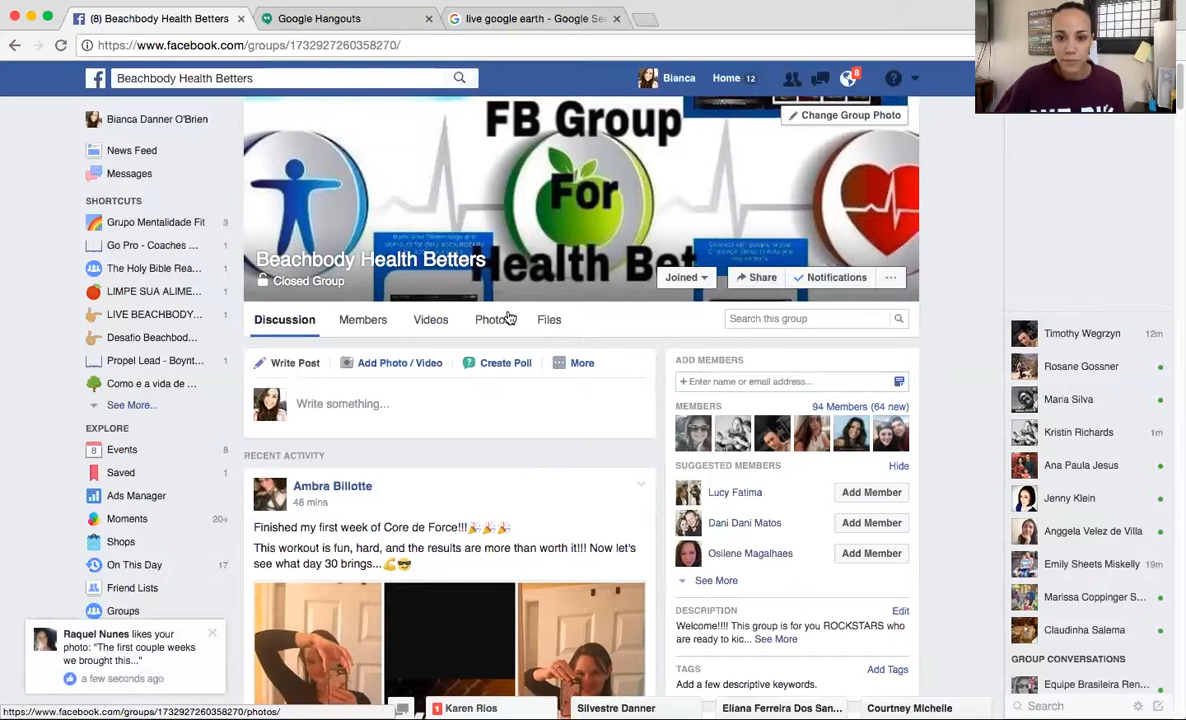 (8) Beachbody Health Betters
Google Hangouts
live google earth - Google Se
https://www.facebook.com/groups/1732927260358270/
Beachbody Health Betters
Bianca
Home 12
8
FB Group
For
Health Bet
Change Group Photo
Beachbody Health Betters
Closed Group
Joined
Share
Notifications
Discussion
Members
Videos
Photos
Files
Search this group
Bianca Danner O'Brien
News Feed
Messages
SHORTCUTS
Grupo Mentalidade Fit 3
Go Pro - Coaches ... 1
The Holy Bible Rea... 1
LIMPE SUA ALIME... 1
LIVE BEACHBODY... 1
Desafio Beachbod... 1
Propel Lead - Boynt... 1
Como e a vida de ... 1
See More...
EXPLORE
Events 8
Saved 1
Ads Manager
Moments 20+
Shops
On This Day 17
Friend Lists
Groups
Write Post
Add Photo / Video
Create Poll
More
Write something...
RECENT ACTIVITY
Ambra Billotte
48 mins
Finished my first week of Core de Force!!!🎉🎉🎉
This workout is fun, hard, and the results are more than worth it!!! Now let's
see what day 30 brings...💪😎
ADD MEMBERS
+ Enter name or email address...
MEMBERS
94 Members (64 new)
SUGGESTED MEMBERS
Hide
Lucy Fatima
Add Member
Dani Dani Matos
Add Member
Osilene Magalhaes
Add Member
See More
DESCRIPTION
Edit
Welcome!!!! This group is for you ROCKSTARS who
are ready to kic... See More
TAGS
Add Tags
Add a few descriptive keywords.
Timothy Wegrzyn 12m
Rosane Gossner
Maria Silva
Kristin Richards 1m
Ana Paula Jesus
Jenny Klein
Anggela Velez de Villa
Emily Sheets Miskelly 19m
Marissa Coppinger S...
Claudinha Salema
GROUP CONVERSATIONS
Equipe Brasileira Ren...
Search
Raquel Nunes likes your
photo: "The first couple weeks
we brought this..."
a few seconds ago
https://www.facebook.com/groups/1732927260358270/photos/
1 Karen Rios
Silvestre Danner
Eliana Ferreira Dos San...
Courtney Michelle